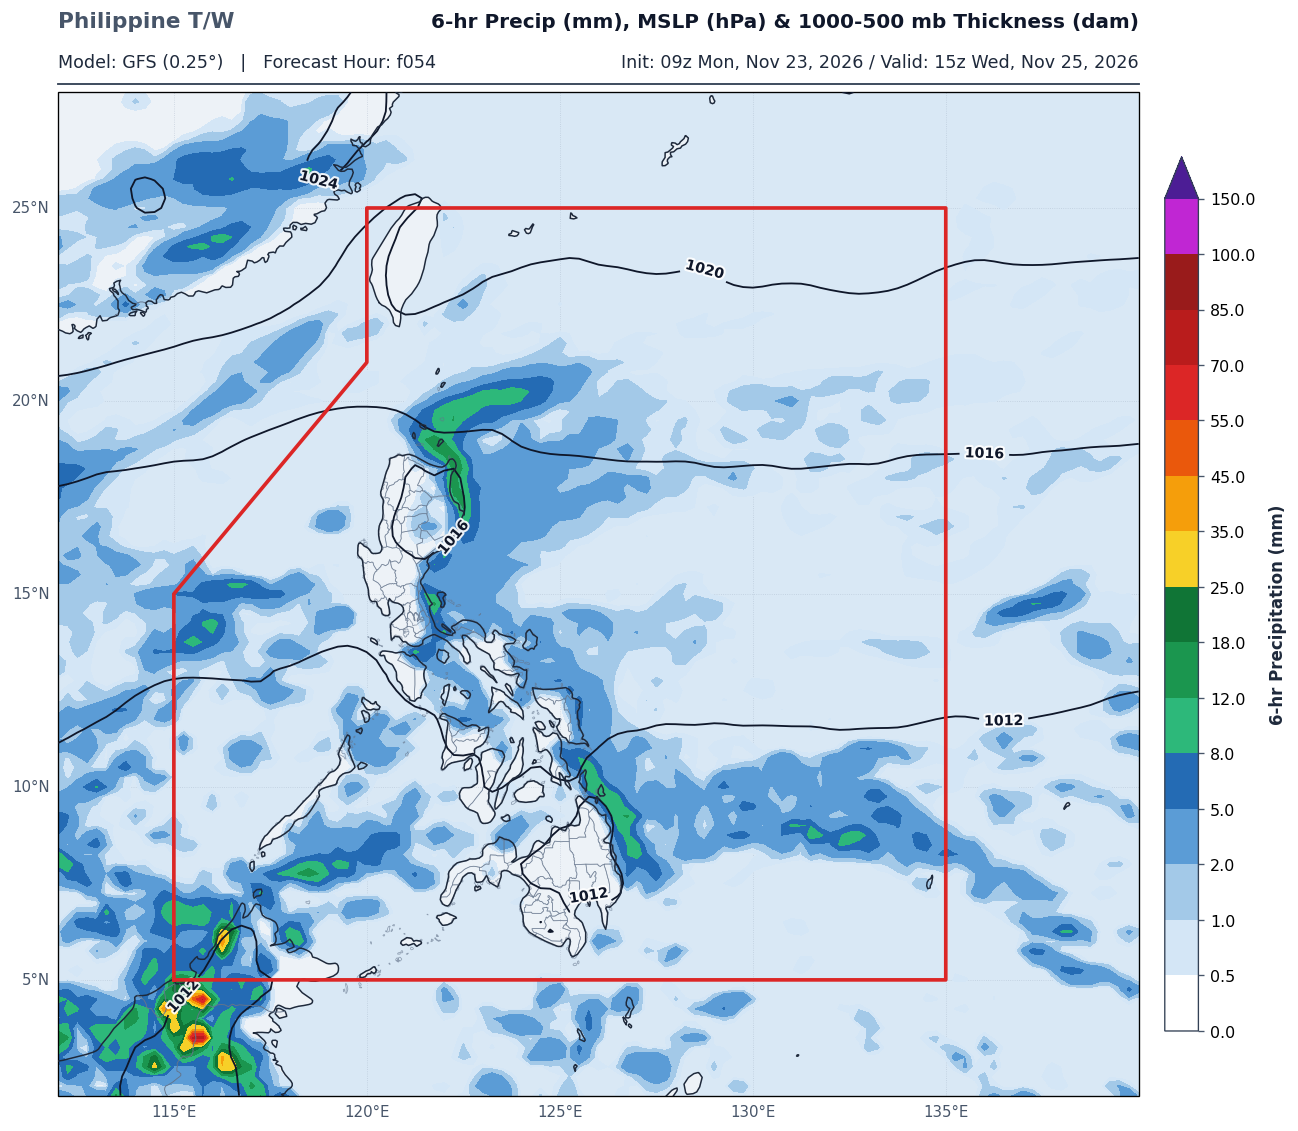 Philippine T/W
6-hr Precip (mm), MSLP (hPa) & 1000-500 mb Thickness (dam)
Model: GFS (0.25°) | Forecast Hour: f054
Init: 09z Mon, Nov 23, 2026 / Valid: 15z Wed, Nov 25, 2026
25°N
20°N
15°N
10°N
5°N
115°E
120°E
125°E
130°E
135°E
1024
1020
1016
1016
1012
1012
1012
150.0
100.0
85.0
70.0
55.0
45.0
35.0
25.0
18.0
12.0
8.0
5.0
2.0
1.0
0.5
0.0
6-hr Precipitation (mm)